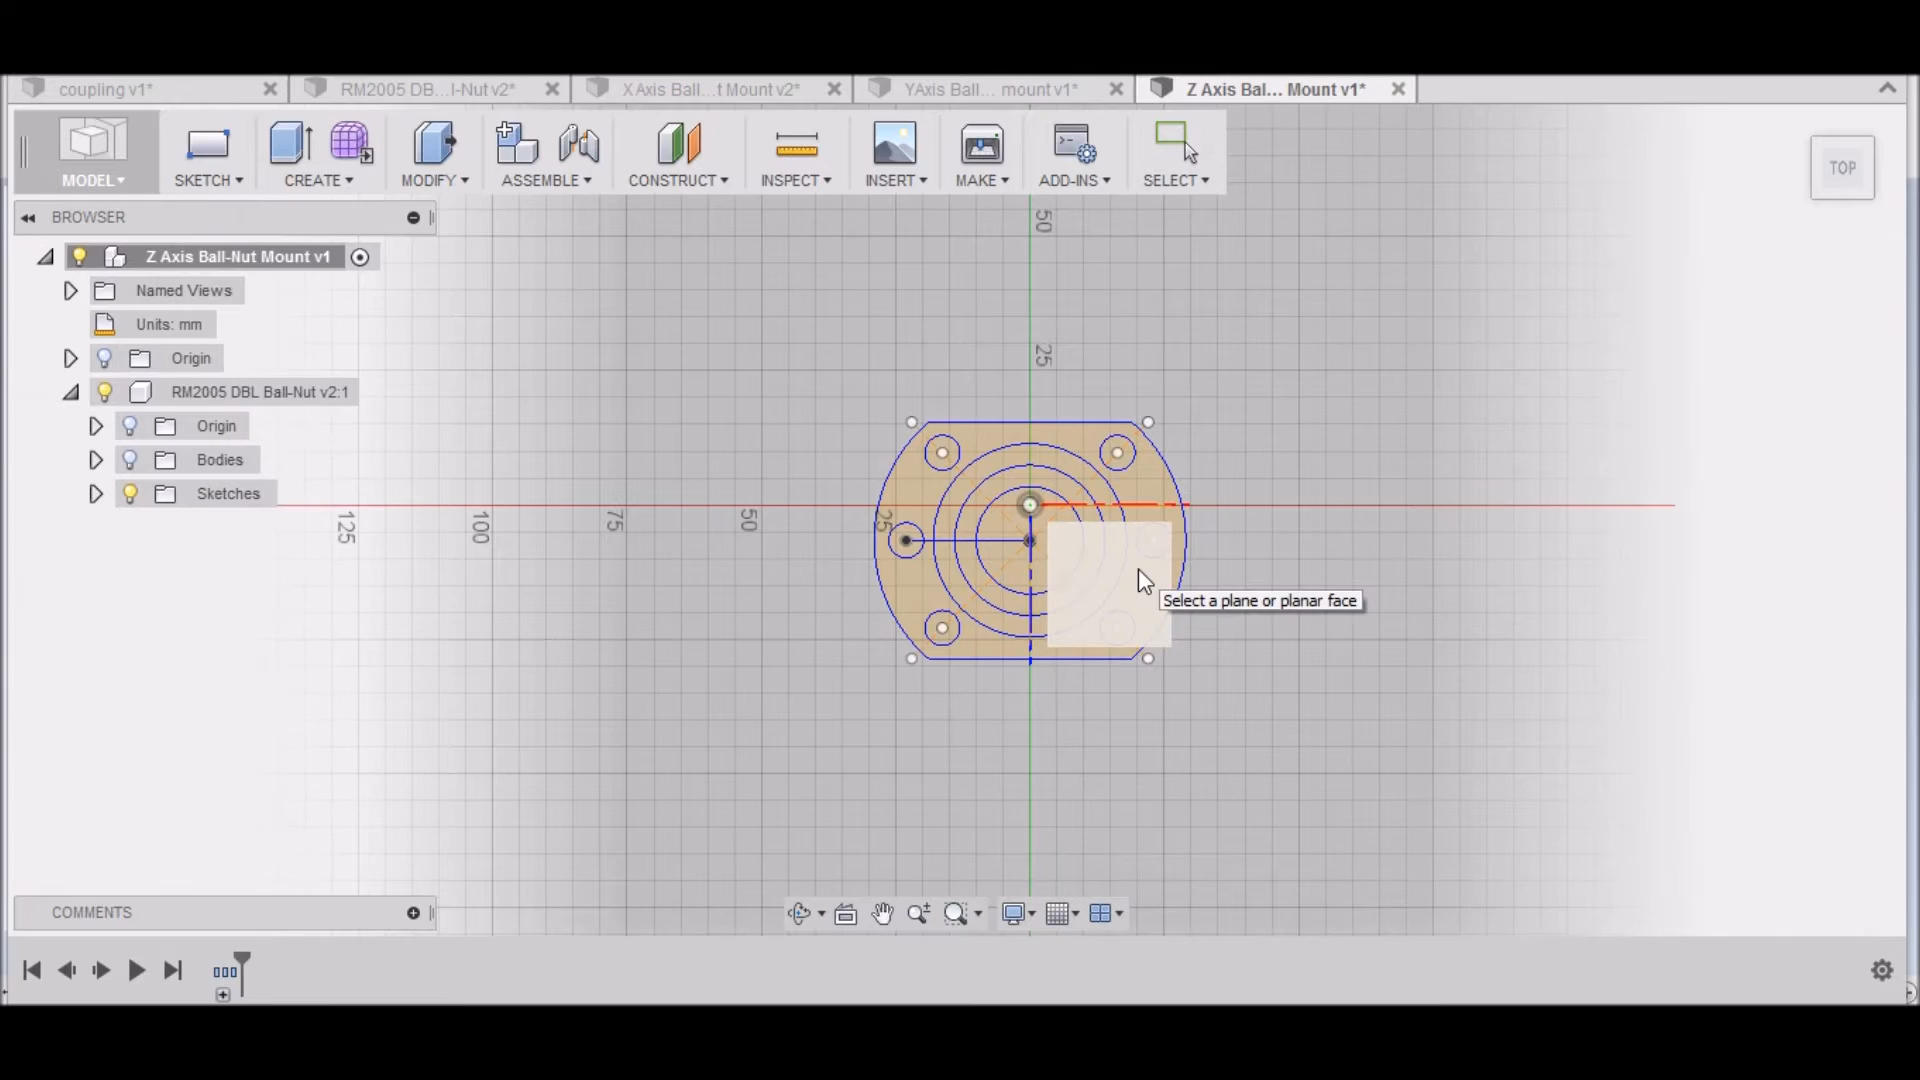 coupling v1*
RM2005 DB...l-Nut v2*
X Axis Ball...t Mount v2*
YAxis Ball... mount v1*
Z Axis Bal... Mount v1*
MODEL
SKETCH
CREATE
MODIFY
ASSEMBLE
CONSTRUCT
INSPECT
INSERT
MAKE
ADD-INS
SELECT
TOP
BROWSER
Z Axis Ball-Nut Mount v1
Named Views
Units: mm
Origin
RM2005 DBL Ball-Nut v2:1
Origin
Bodies
Sketches
50
25
125
100
75
50
25
Select a plane or planar face
COMMENTS